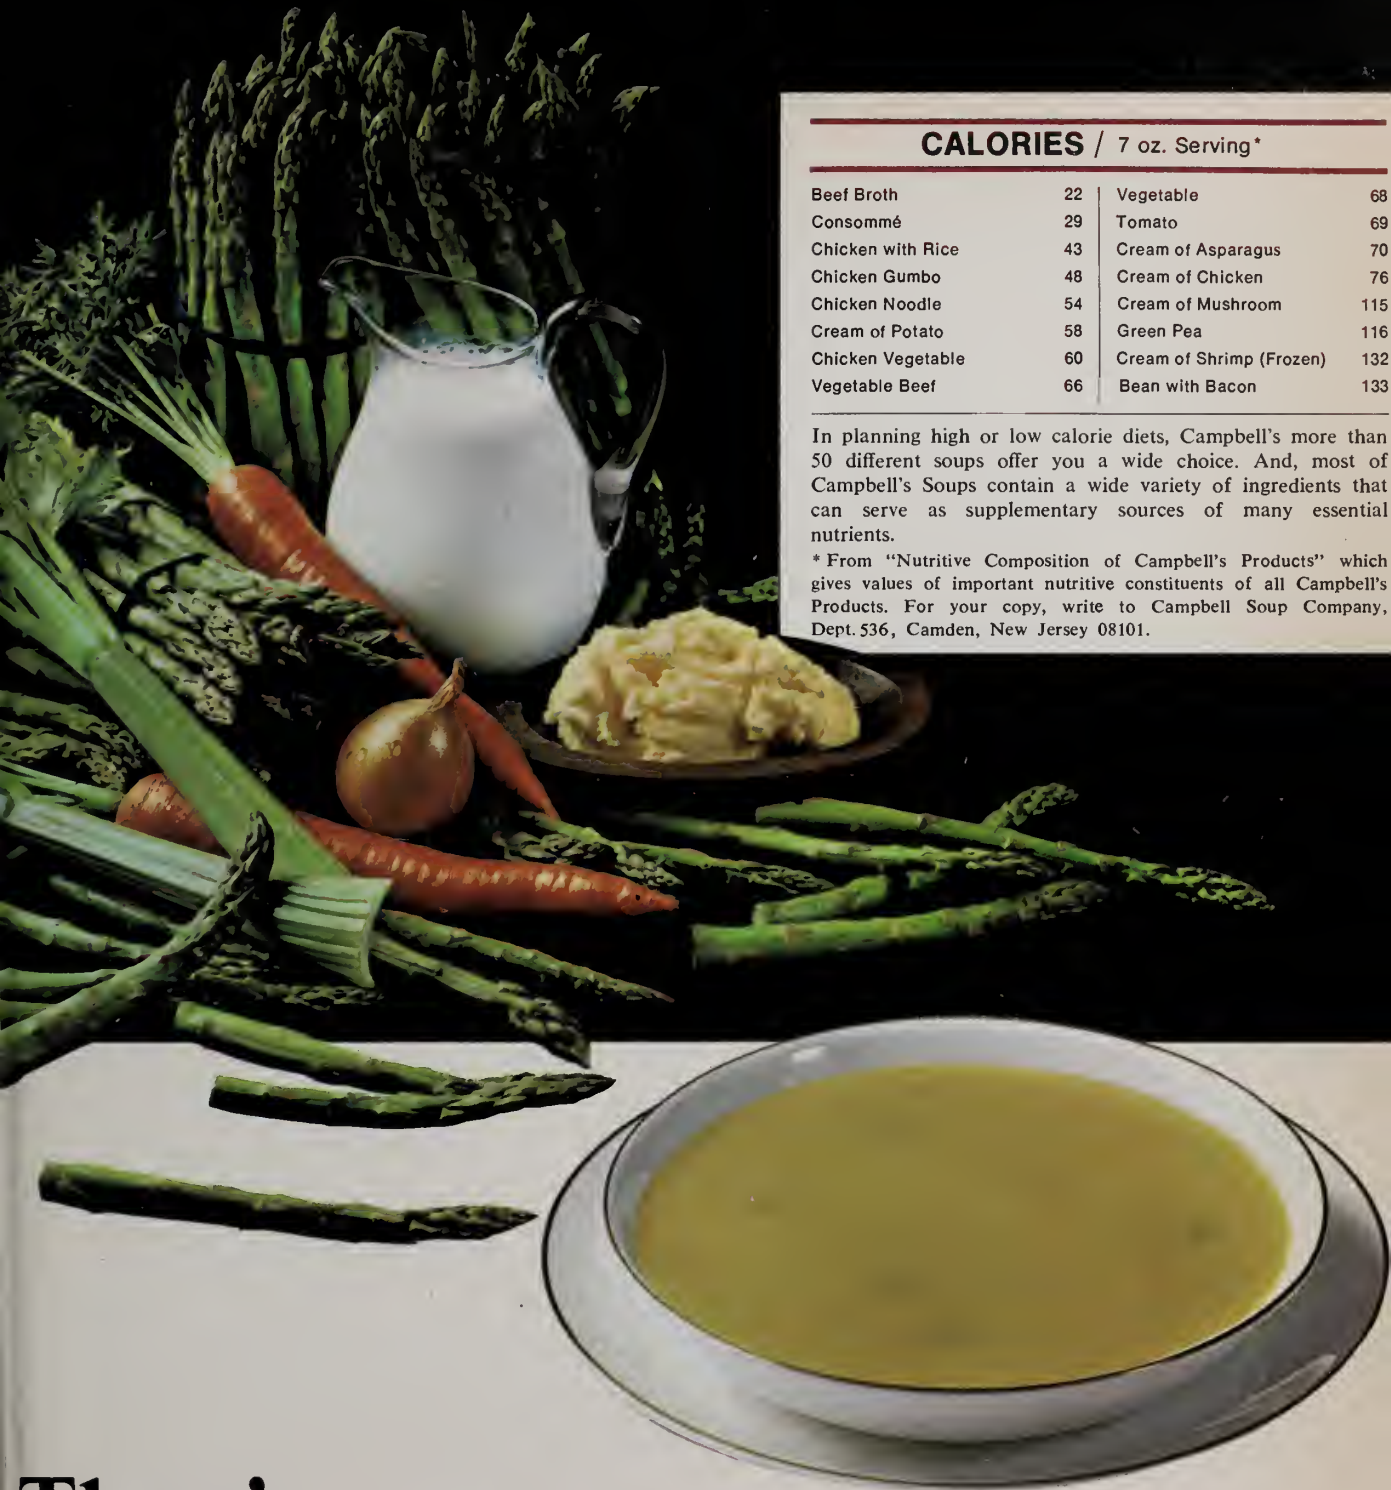 CALORIES / 7 oz. Serving*
Beef Broth 22
Consommé 29
Chicken with Rice 43
Chicken Gumbo 48
Chicken Noodle 54
Cream of Potato 58
Chicken Vegetable 60
Vegetable Beef 66
Vegetable 68
Tomato 69
Cream of Asparagus 70
Cream of Chicken 76
Cream of Mushroom 115
Green Pea 116
Cream of Shrimp (Frozen) 132
Bean with Bacon 133
In planning high or low calorie diets, Campbell's more than
50 different soups offer you a wide choice. And, most of
Campbell's Soups contain a wide variety of ingredients that
can serve as supplementary sources of many essential
nutrients.
* From “Nutritive Composition of Campbell's Products” which
gives values of important nutritive constituents of all Campbell's
Products. For your copy, write to Campbell Soup Company,
Dept. 536, Camden, New Jersey 08101.